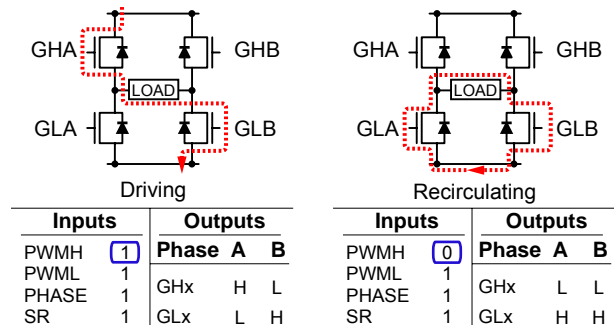 GHA GHB GHA GHB
LOAD LOAD
GLA GLB GLA GLB
Driving Recirculating
Inputs Outputs Inputs Outputs
PWMH 1 Phase A B PWMH 0 Phase A B
PWML 1 PWML 1
GHx H L GHx L L
PHASE 1 PHASE 1
SR 1 GLx L H SR 1 GLx H H